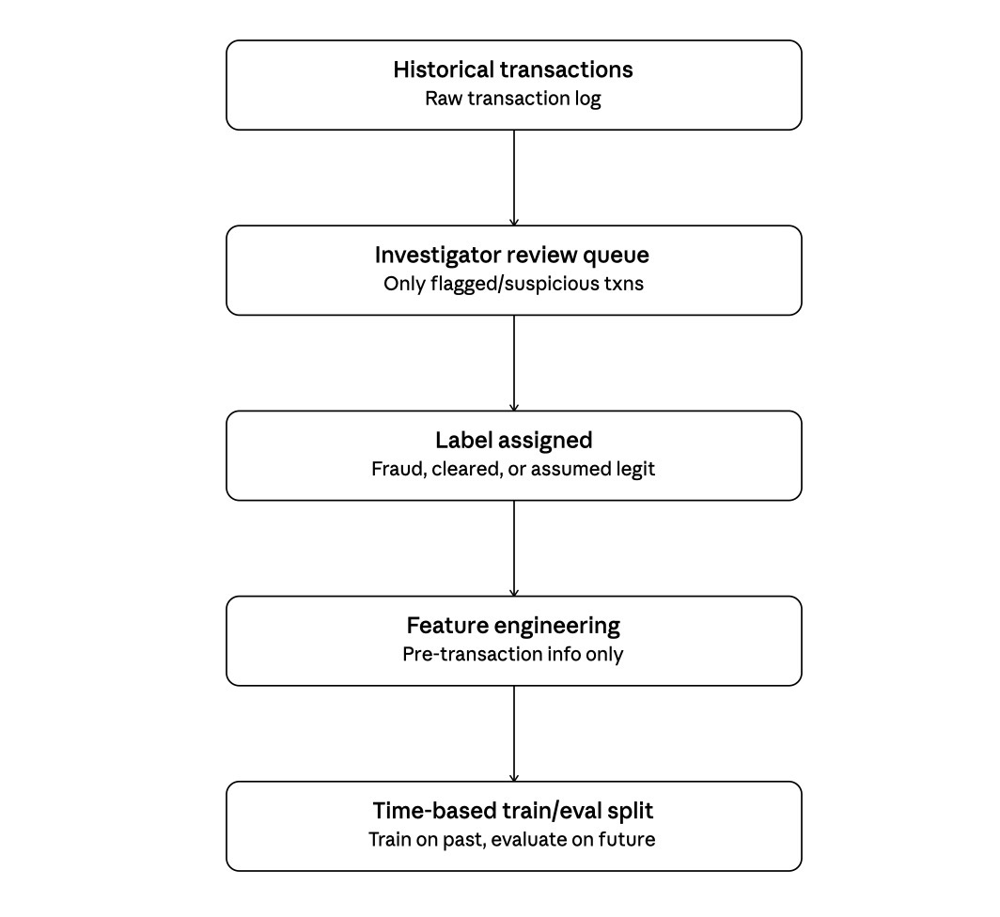 Historical transactions
Raw transaction log
Investigator review queue
Only flagged/suspicious txns
Label assigned
Fraud, cleared, or assumed legit
Feature engineering
Pre-transaction info only
Time-based train/eval split
Train on past, evaluate on future